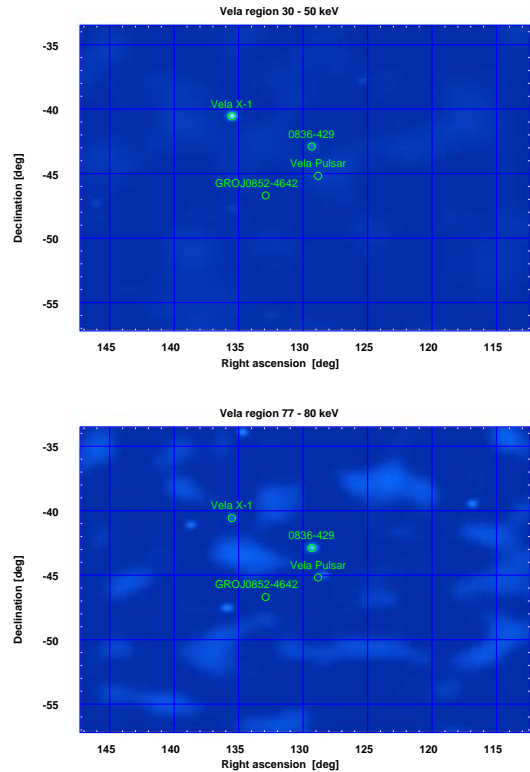 Vela region 30 - 50 keV
-35
Vela X-1
-40
0836-429
Vela Pulsar
-45
GROJ0852-4642
-50
-55
Declination [deg]
145 140 135 130 125 120 115
Right ascension [deg]
Vela region 77 - 80 keV
-35
Vela X-1
-40
0836-429
Vela Pulsar
-45
GROJ0852-4642
-50
-55
Declination [deg]
145 140 135 130 125 120 115
Right ascension [deg]